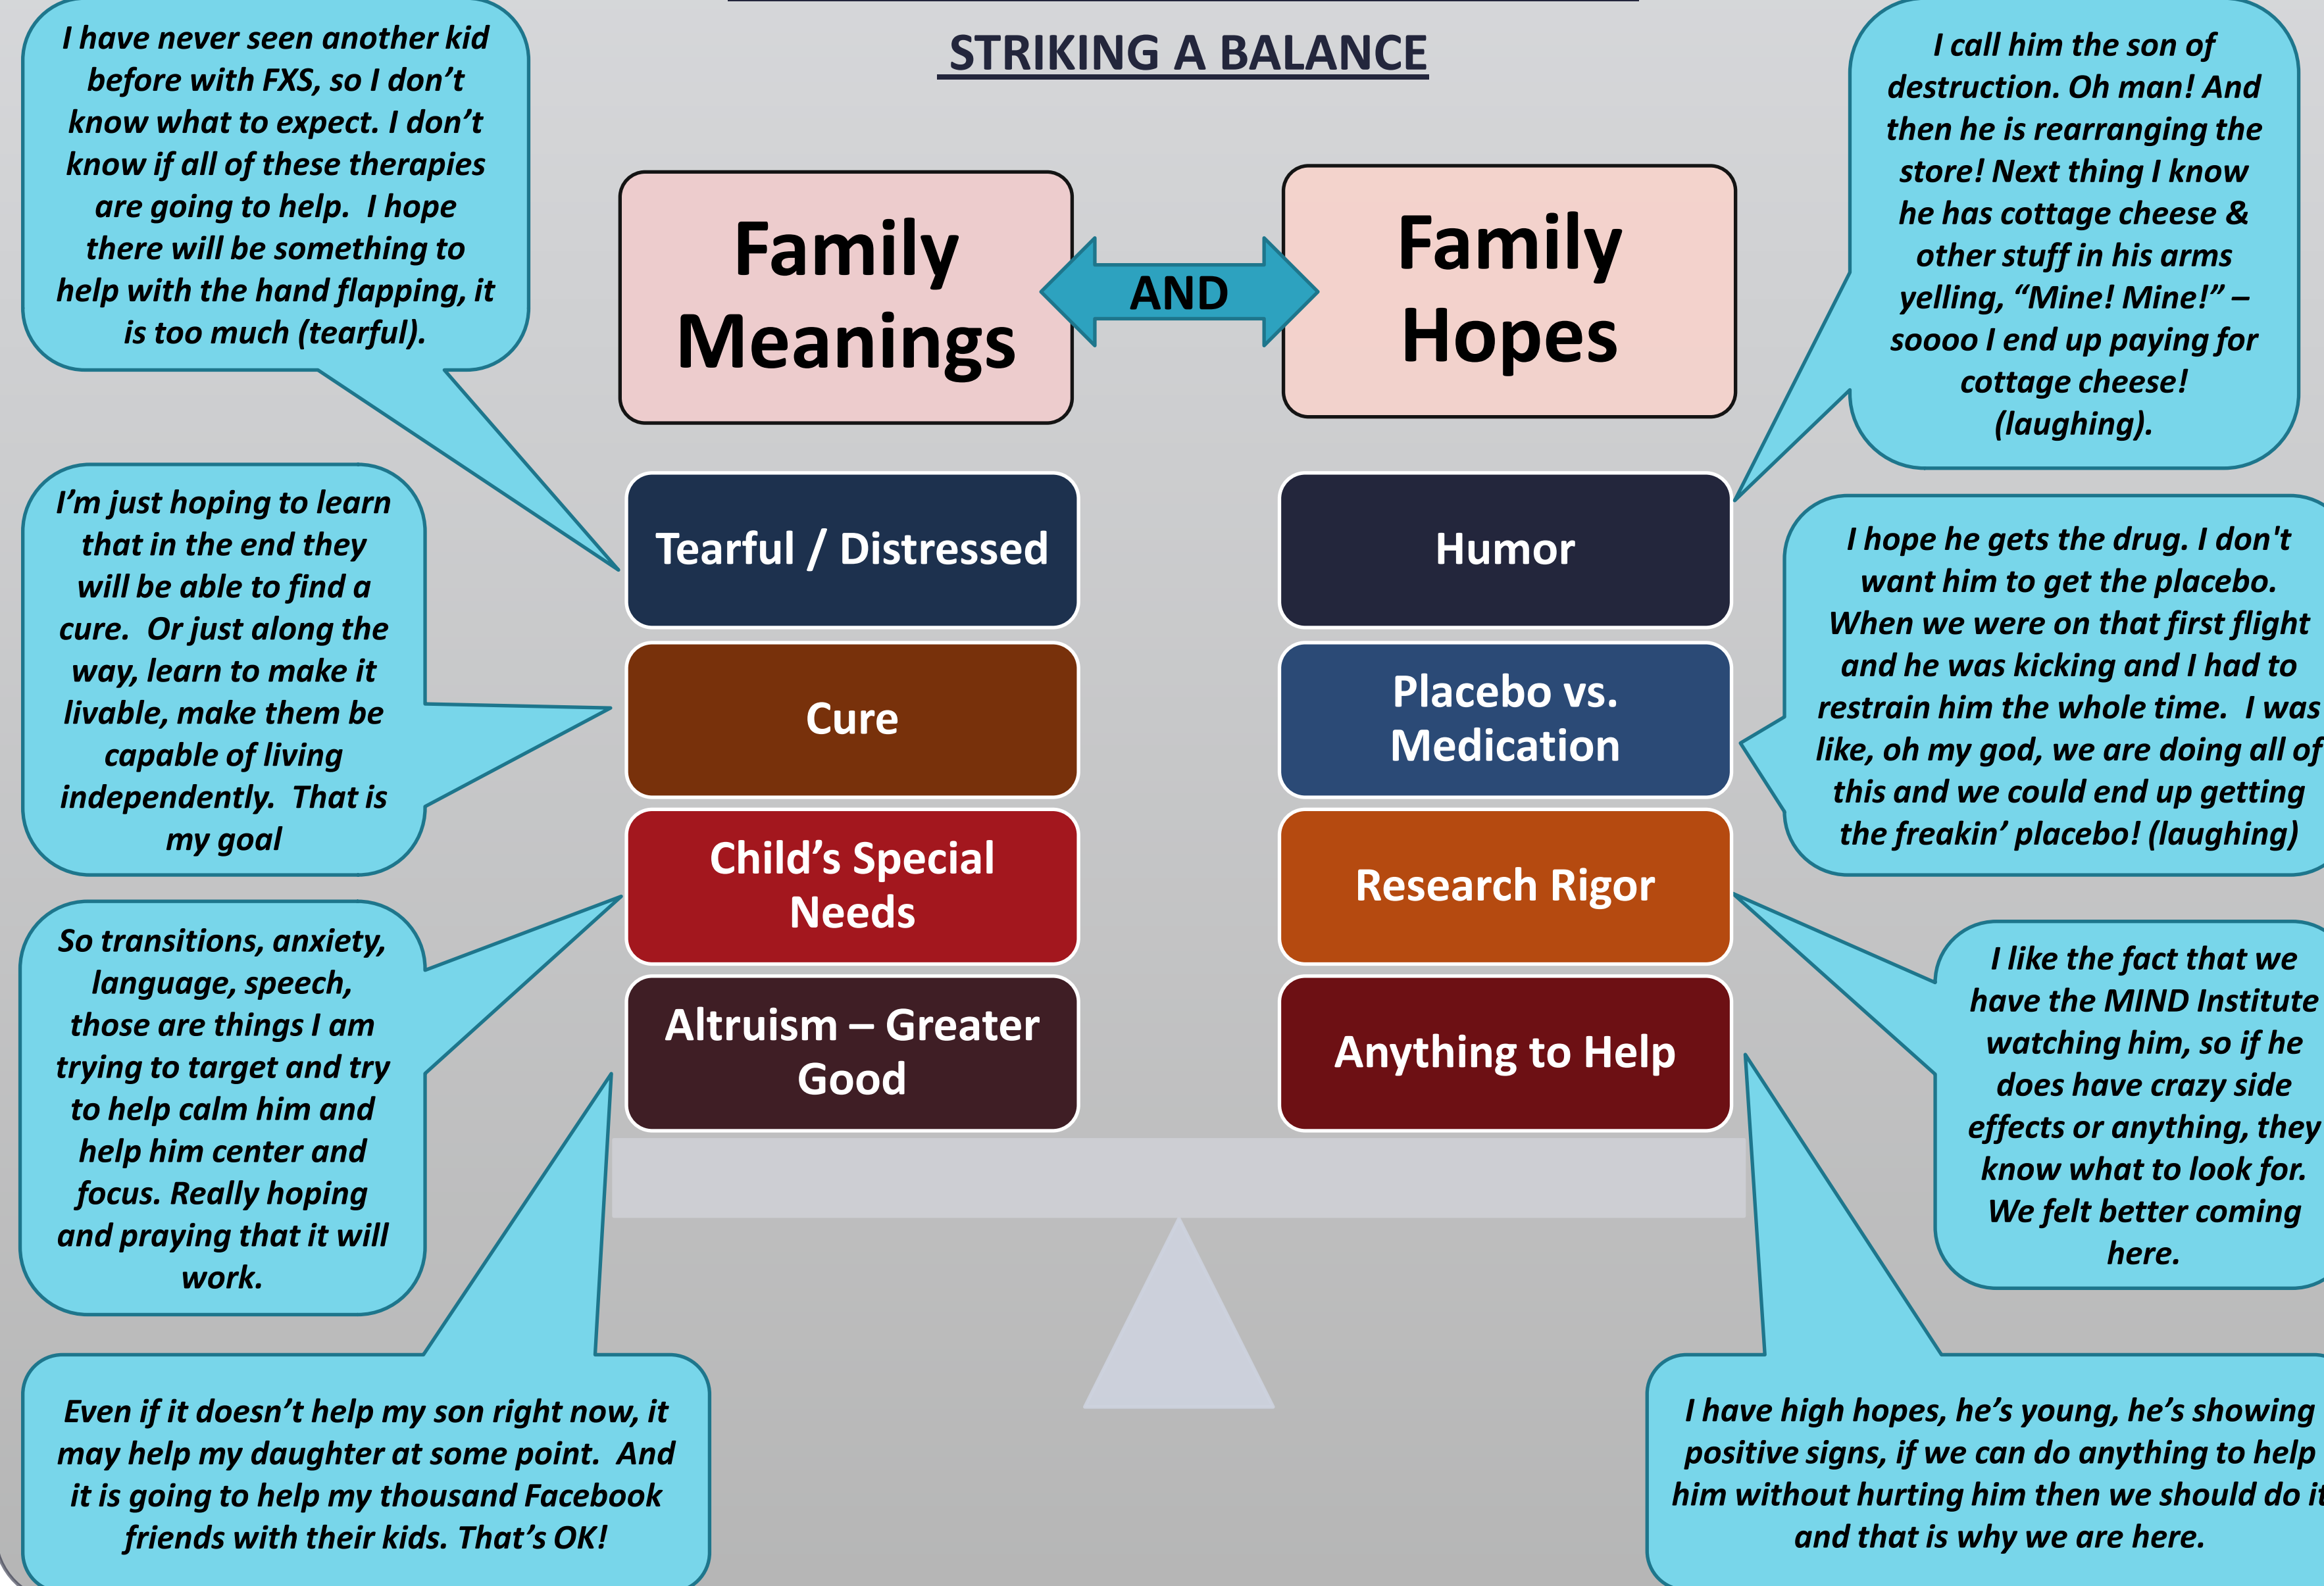 STRIKING A BALANCE
I have never seen another kid
before with FXS, so I don’t
know what to expect. I don’t
know if all of these therapies
are going to help.  I hope
there will be something to
help with the hand flapping, it
is too much (tearful).
I’m just hoping to learn
that in the end they
will be able to find a
cure.  Or just along the
way, learn to make it
livable, make them be
capable of living
independently.  That is
my goal
So transitions, anxiety,
language, speech,
those are things I am
trying to target and try
to help calm him and
help him center and
focus. Really hoping
and praying that it will
work.
Even if it doesn’t help my son right now, it
may help my daughter at some point.  And
it is going to help my thousand Facebook
friends with their kids. That’s OK!
Family
Meanings
AND
Family
Hopes
Tearful / Distressed
Cure
Child’s Special
Needs
Altruism – Greater
Good
Humor
Placebo vs.
Medication
Research Rigor
Anything to Help
I call him the son of
destruction. Oh man! And
then he is rearranging the
store! Next thing I know
he has cottage cheese &
other stuff in his arms
yelling, “Mine! Mine!” –
soooo I end up paying for
cottage cheese!
(laughing).
I hope he gets the drug. I don't
want him to get the placebo.
When we were on that first flight
and he was kicking and I had to
restrain him the whole time.  I was
like, oh my god, we are doing all of
this and we could end up getting
the freakin’ placebo! (laughing)
I like the fact that we
have the MIND Institute
watching him, so if he
does have crazy side
effects or anything, they
know what to look for.
We felt better coming
here.
I have high hopes, he’s young, he’s showing
positive signs, if we can do anything to help
him without hurting him then we should do it
and that is why we are here.